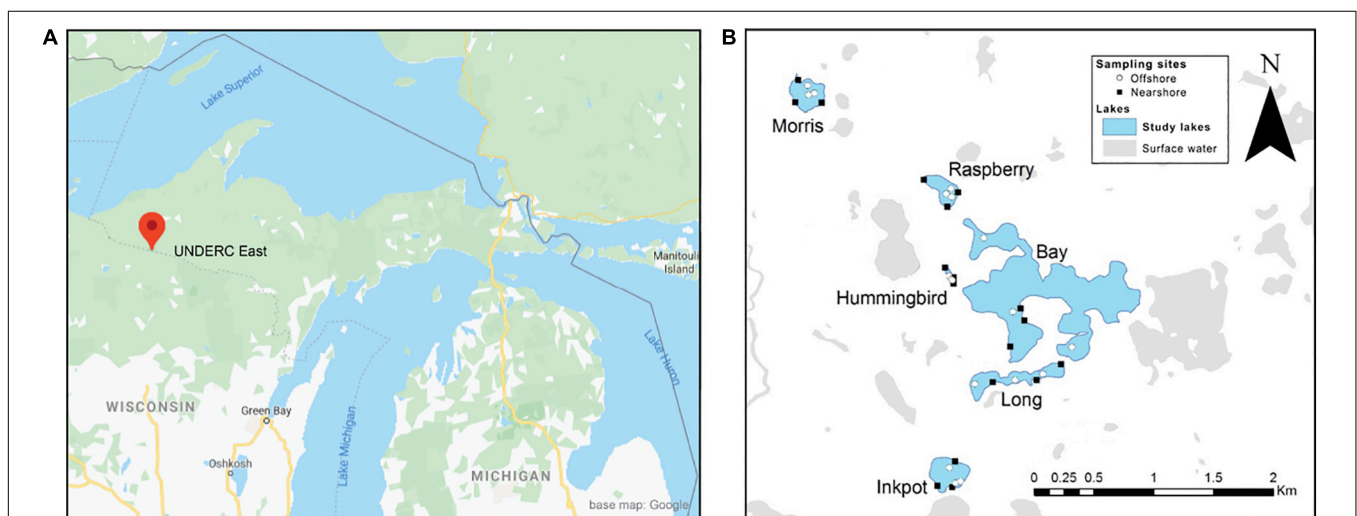 A
Lake Superior
UNDERC East
Manitoulin
Island
Lake Huron
WISCONSIN
Green Bay
Oshkosh
Lake Michigan
MICHIGAN
base map: Google
B
Sampling sites
Offshore
Nearshore
Lakes
Study lakes
Surface water
N
Morris
Raspberry
Bay
Hummingbird
Long
Inkpot
0 0.25 0.5 1 1.5 2
Km